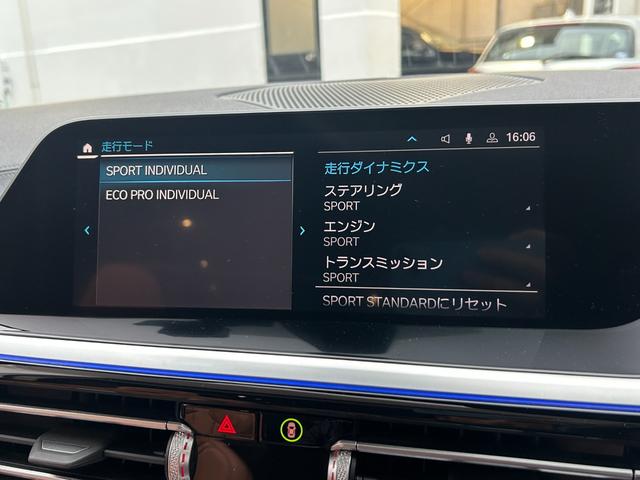 走行モード
16:06
SPORT INDIVIDUAL
ECO PRO INDIVIDUAL
走行ダイナミクス
ステアリング
SPORT
エンジン
SPORT
トランスミッション
SPORT
SPORT STANDARDにリセット